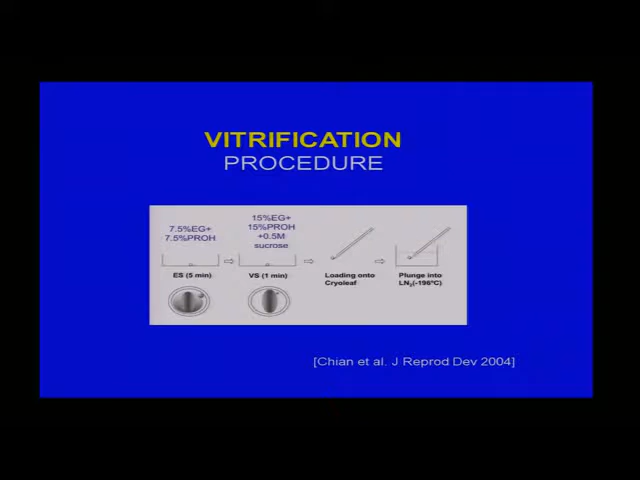 VITRIFICATION
PROCEDURE
7.5%EG+
7.5%PROH
15%EG+
15%PROH
+0.5M
sucrose
ES (5 min)
VS (1 min)
Loading onto
Cryoleaf
Plunge into
LN₂(-196ºC)
[Chian et al. J Reprod Dev 2004]